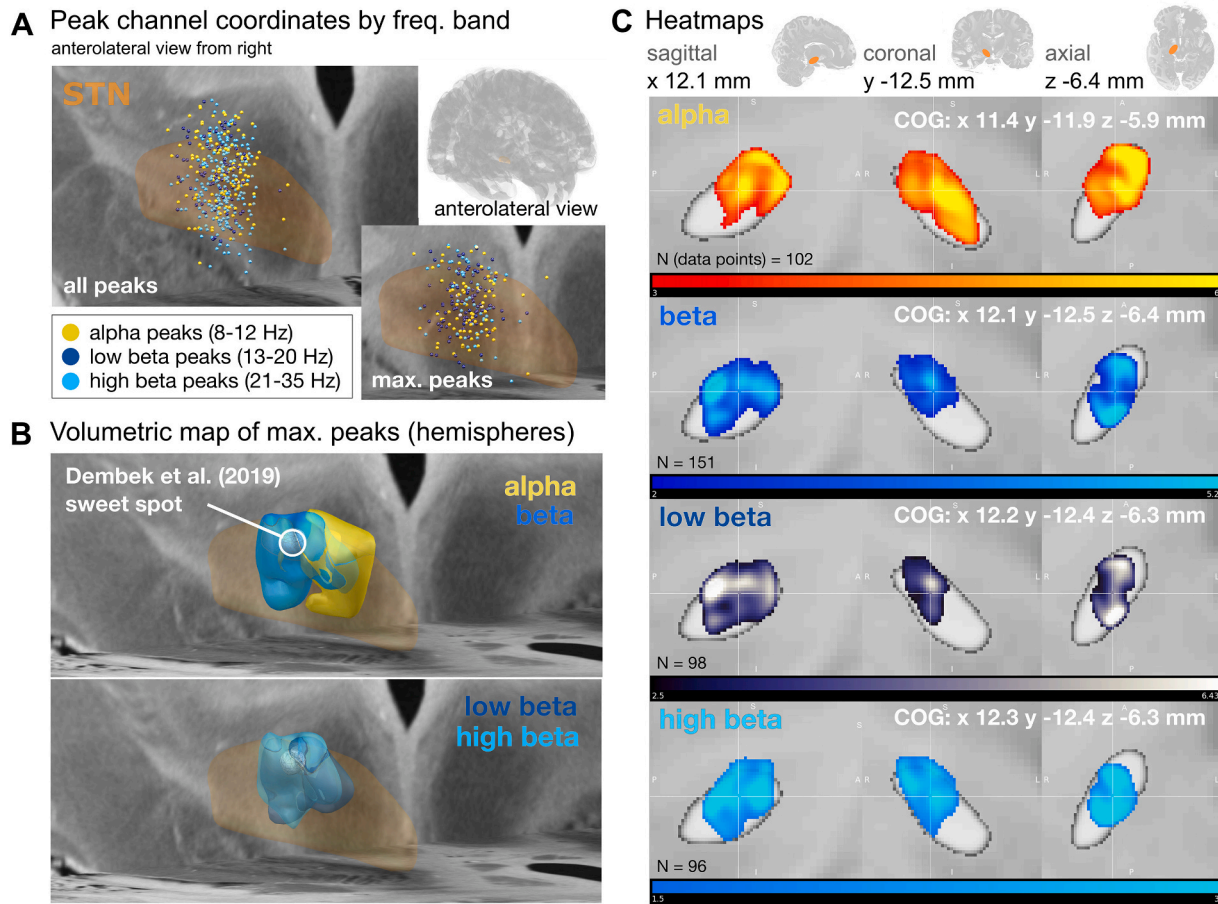 A Peak channel coordinates by freq. band
anterolateral view from right
STN
all peaks
anterolateral view
max. peaks
alpha peaks (8-12 Hz)
low beta peaks (13-20 Hz)
high beta peaks (21-35 Hz)
B Volumetric map of max. peaks (hemispheres)
Dembek et al. (2019)
sweet spot
alpha
beta
low beta
high beta
C Heatmaps
sagittal coronal axial
x 12.1 mm y -12.5 mm z -6.4 mm
alpha
COG: x 11.4 y -11.9 z -5.9 mm
S S A
P A R L R L
I P
N (data points) = 102
3 6
beta
COG: x 12.1 y -12.5 z -6.4 mm
S S A
P A R L R L
I I P
N = 151
2 5.2
low beta
COG: x 12.2 y -12.4 z -6.3 mm
P A R L R
I I P
N = 98
2.5 6.43
high beta
COG: x 12.3 y -12.4 z -6.3 mm
S S A
P A R L R L
I I P
N = 96
1.5 3